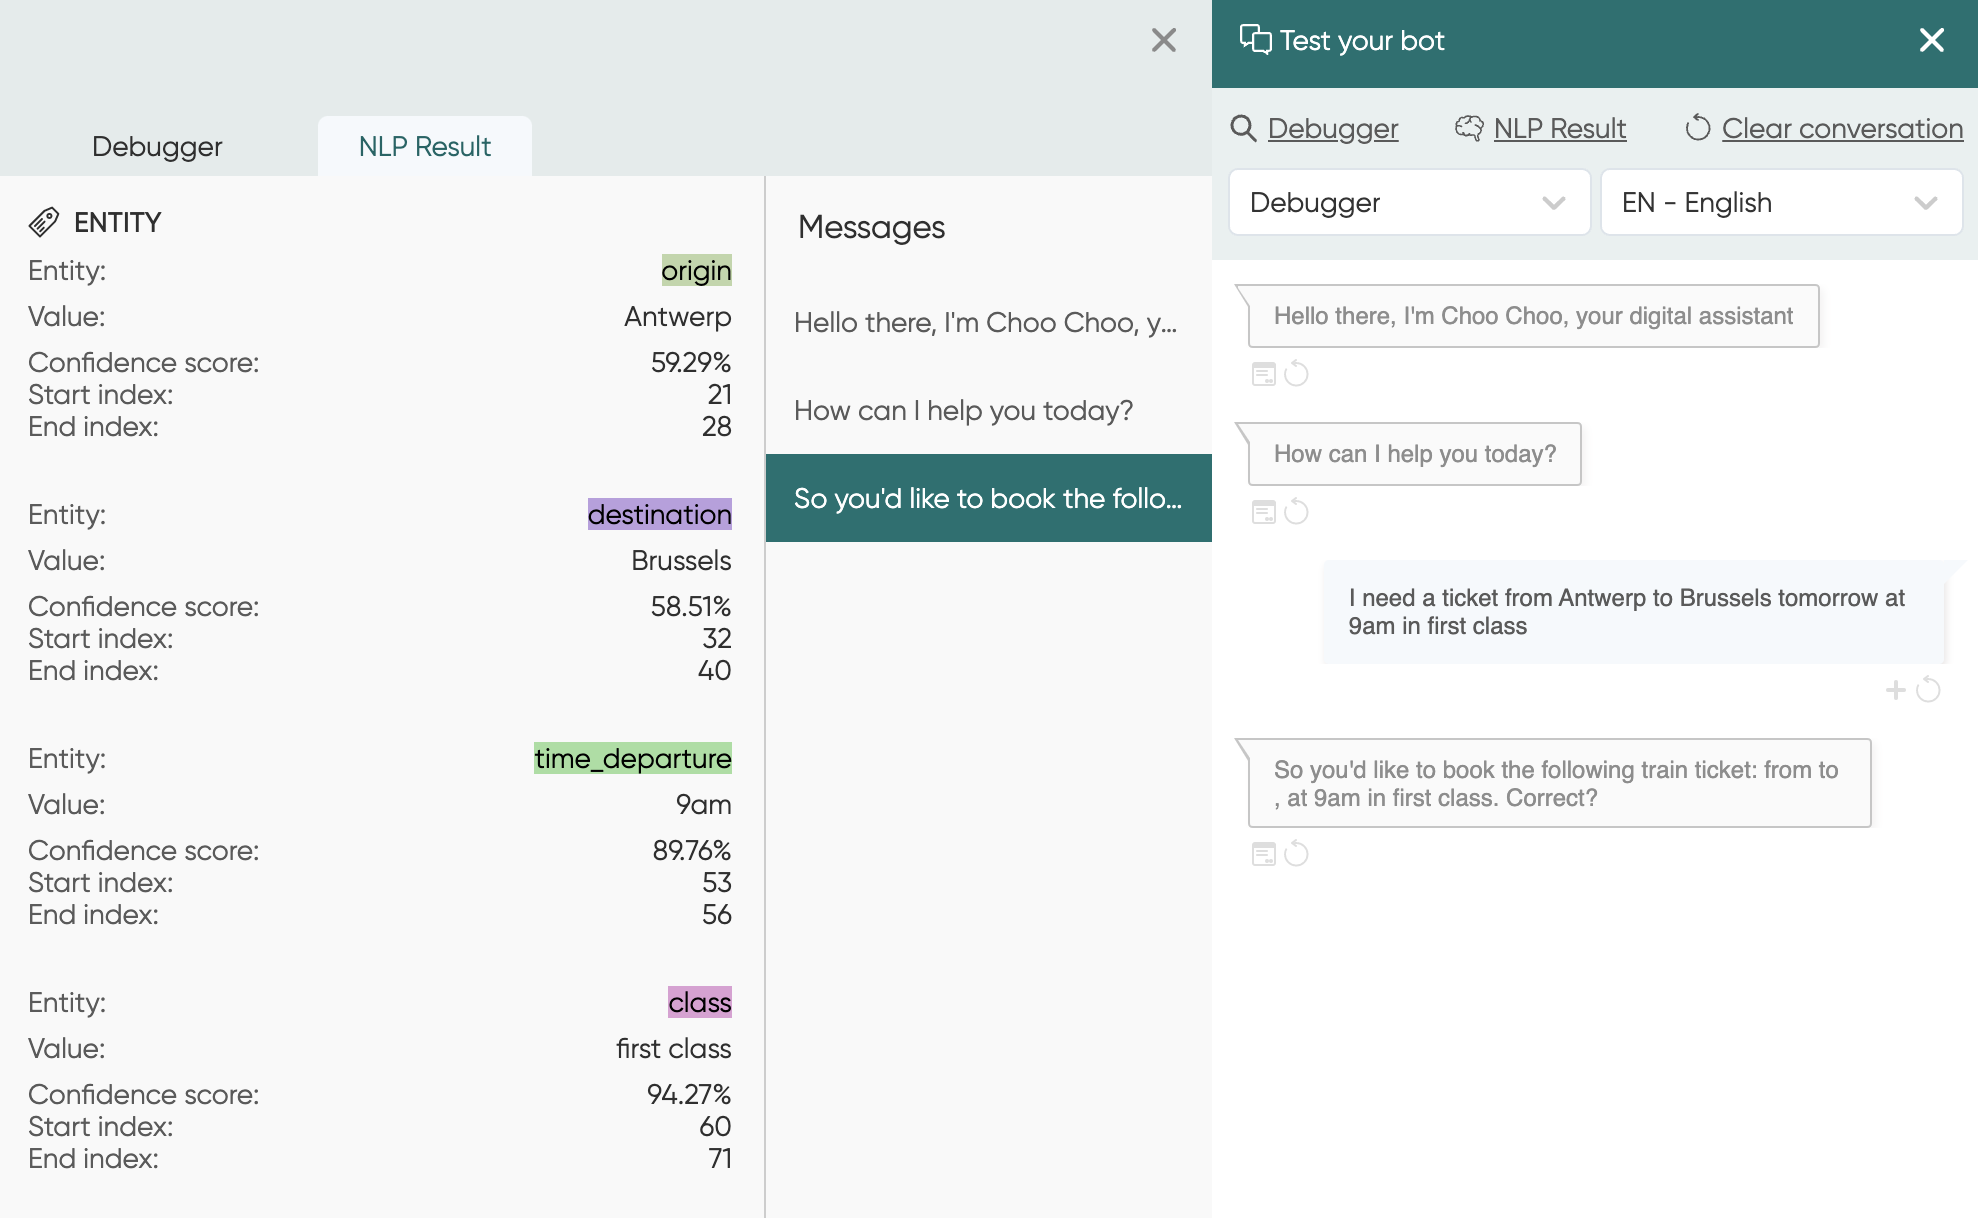 Debugger
NLP Result
ENTITY
Entity: origin
Value: Antwerp
Confidence score: 59.29%
Start index: 21
End index: 28
Entity: destination
Value: Brussels
Confidence score: 58.51%
Start index: 32
End index: 40
Entity: time_departure
Value: 9am
Confidence score: 89.76%
Start index: 53
End index: 56
Entity: class
Value: first class
Confidence score: 94.27%
Start index: 60
End index: 71
Messages
Hello there, I'm Choo Choo, y...
How can I help you today?
So you'd like to book the follo...
Test your bot
Debugger
NLP Result
Clear conversation
Debugger
EN - English
Hello there, I'm Choo Choo, your digital assistant
How can I help you today?
I need a ticket from Antwerp to Brussels tomorrow at
9am in first class
So you'd like to book the following train ticket: from to
, at 9am in first class. Correct?